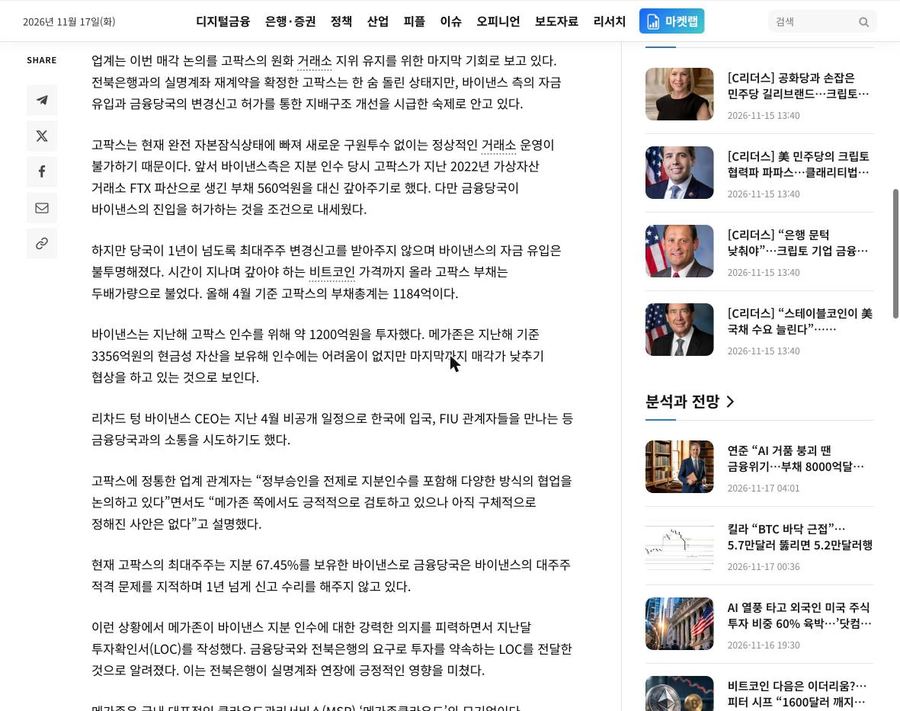 2026년 11월 17일(화)
디지털금융 은행·증권 정책 산업 피플 이슈 오피니언 보도자료 리서치 마켓랩
검색
SHARE
업계는 이번 매각 논의를 고팍스의 원화 거래소 지위 유지를 위한 마지막 기회로 보고 있다.
전북은행과의 실명계좌 재계약을 확정한 고팍스는 한 숨 돌린 상태지만, 바이낸스 측의 자금
유입과 금융당국의 변경신고 허가를 통한 지배구조 개선을 시급한 숙제로 안고 있다.
고팍스는 현재 완전 자본잠식상태에 빠져 새로운 구원투수 없이는 정상적인 거래소 운영이
불가하기 때문이다. 앞서 바이낸스측은 지분 인수 당시 고팍스가 지난 2022년 가상자산
거래소 FTX 파산으로 생긴 부채 560억원을 대신 갚아주기로 했다. 다만 금융당국이
바이낸스의 진입을 허가하는 것을 조건으로 내세웠다.
하지만 당국이 1년이 넘도록 최대주주 변경신고를 받아주지 않으며 바이낸스의 자금 유입은
불투명해졌다. 시간이 지나며 갚아야 하는 비트코인 가격까지 올라 고팍스 부채는
두배가량으로 불었다. 올해 4월 기준 고팍스의 부채총계는 1184억이다.
바이낸스는 지난해 고팍스 인수를 위해 약 1200억원을 투자했다. 메가존은 지난해 기준
3356억원의 현금성 자산을 보유해 인수에는 어려움이 없지만 마지막까지 매각가 낮추기
협상을 하고 있는 것으로 보인다.
리차드 텅 바이낸스 CEO는 지난 4월 비공개 일정으로 한국에 입국, FIU 관계자들을 만나는 등
금융당국과의 소통을 시도하기도 했다.
고팍스에 정통한 업계 관계자는 “정부승인을 전제로 지분인수를 포함해 다양한 방식의 협업을
논의하고 있다”면서도 “메가존 쪽에서도 긍적적으로 검토하고 있으나 아직 구체적으로
정해진 사안은 없다”고 설명했다.
현재 고팍스의 최대주주는 지분 67.45%를 보유한 바이낸스로 금융당국은 바이낸스의 대주주
적격 문제를 지적하며 1년 넘게 신고 수리를 해주지 않고 있다.
이런 상황에서 메가존이 바이낸스 지분 인수에 대한 강력한 의지를 피력하면서 지난달
투자확인서(LOC)를 작성했다. 금융당국와 전북은행의 요구로 투자를 약속하는 LOC를 전달한
것으로 알려졌다. 이는 전북은행이 실명계좌 연장에 긍정적인 영향을 미쳤다.
메가존은 국내 대표적인 클라우드관리서비스(MSP) ‘메가존클라우드’의 모기업이다.
[C리더스] 공화당과 손잡은
민주당 길리브랜드…크립토…
2026-11-15 13:40
[C리더스] 美 민주당의 크립토
협력파 파파스…클래리티법…
2026-11-15 13:40
[C리더스] “은행 문턱
낮춰야”…크립토 기업 금융…
2026-11-15 13:40
[C리더스] “스테이블코인이 美
국채 수요 늘린다”……
2026-11-15 13:40
분석과 전망
연준 “AI 거품 붕괴 땐
금융위기…부채 8000억달…
2026-11-17 04:01
킬라 “BTC 바닥 근접”…
5.7만달러 뚫리면 5.2만달러행
2026-11-17 00:36
AI 열풍 타고 외국인 미국 주식
투자 비중 60% 육박…’닷컴…
2026-11-16 19:30
비트코인 다음은 이더리움?…
피터 시프 “1600달러 깨지…